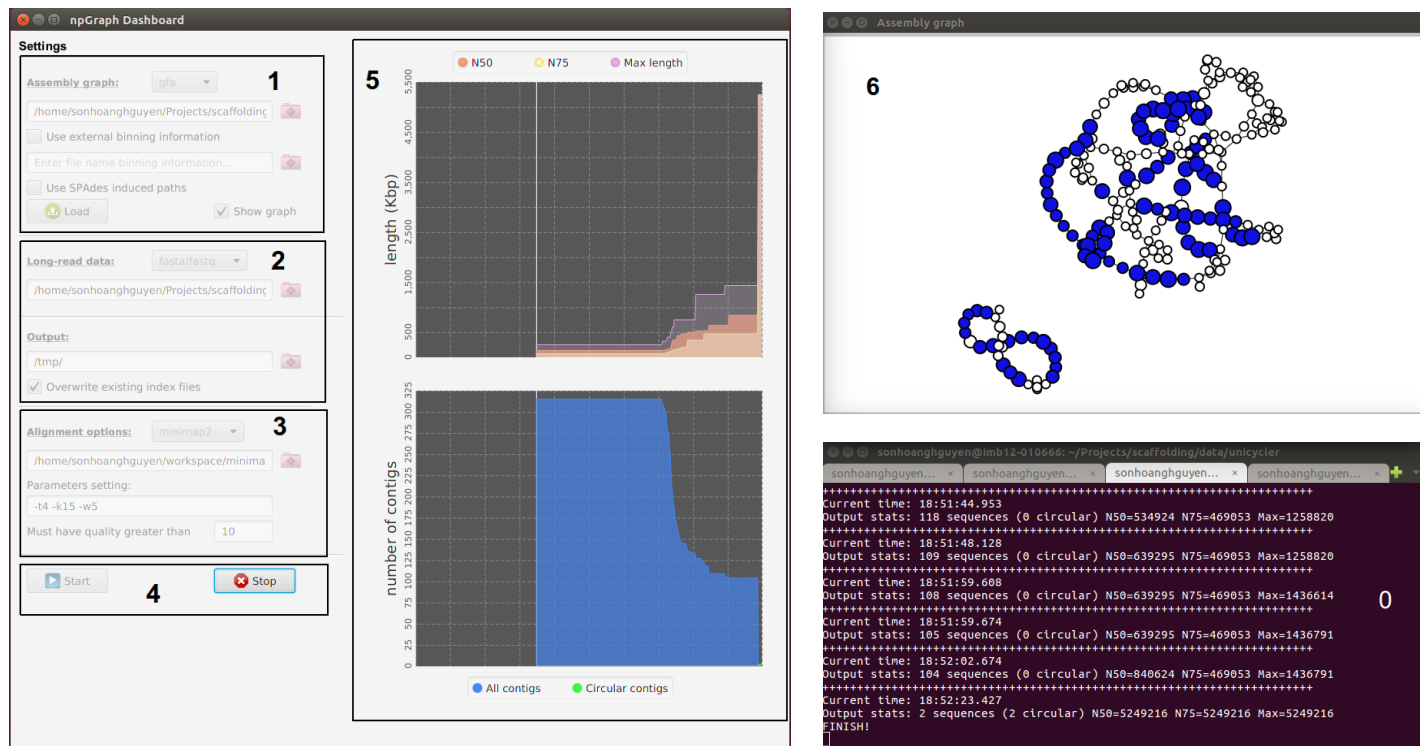 npGraph Dashboard
Settings
1
Assembly graph:
gfa
/home/sonhoanghguyen/Projects/scaffolding
Use external binning information
Enter file name binning information...
Use SPAdes induced paths
Load
Show graph
2
Long-read data:
fasta/fastq
/home/sonhoanghguyen/Projects/scaffolding
Output:
/tmp/
Overwrite existing index files
3
Alignment options:
minimap2
/home/sonhoanghguyen/workspace/minima
Parameters setting:
-t4 -k15 -w5
Must have quality greater than
10
Start
4
Stop
5
N50
N75
Max length
length (Kbp)
5,500
4,500
3,500
2,500
1,500
500
0
number of contigs
325
300
275
250
225
200
175
150
125
100
75
50
25
0
All contigs
Circular contigs
Assembly graph
6
sonhoanghguyen@imb12-010666: ~/Projects/scaffolding/data/unicycler
sonhoanghguyen... ×
sonhoanghguyen... ×
sonhoanghguyen... ×
sonhoanghguyen... ×
+++++++++++++++++++++++++++++++++++++++++++++++++++++++++++++++++++++++
Current time: 18:51:44.953
Output stats: 118 sequences (0 circular) N50=534924 N75=469053 Max=1258820
+++++++++++++++++++++++++++++++++++++++++++++++++++++++++++++++++++++++
Current time: 18:51:48.128
Output stats: 109 sequences (0 circular) N50=639295 N75=469053 Max=1258820
+++++++++++++++++++++++++++++++++++++++++++++++++++++++++++++++++++++++
Current time: 18:51:59.608
Output stats: 108 sequences (0 circular) N50=639295 N75=469053 Max=1436614
+++++++++++++++++++++++++++++++++++++++++++++++++++++++++++++++++++++++
Current time: 18:51:59.674
Output stats: 105 sequences (0 circular) N50=639295 N75=469053 Max=1436791
+++++++++++++++++++++++++++++++++++++++++++++++++++++++++++++++++++++++
Current time: 18:52:02.674
Output stats: 104 sequences (0 circular) N50=840624 N75=469053 Max=1436791
+++++++++++++++++++++++++++++++++++++++++++++++++++++++++++++++++++++++
Current time: 18:52:23.427
Output stats: 2 sequences (2 circular) N50=5249216 N75=5249216 Max=5249216
FINISH!
0